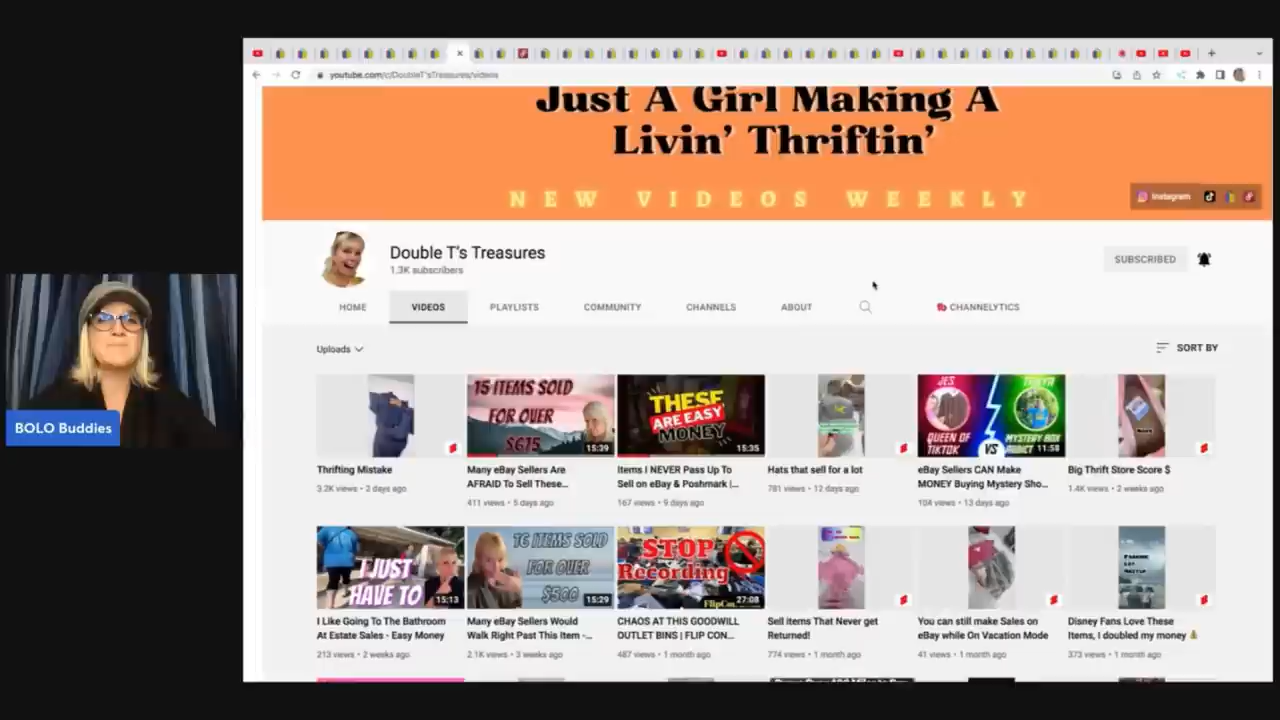 youtube.com/c/DoubleT'sTreasures/videos
Just A Girl Making A
Livin' Thriftin'
NEW VIDEOS WEEKLY
Instagram
Double T's Treasures
1.3K subscribers
SUBSCRIBED
HOME VIDEOS PLAYLISTS COMMUNITY CHANNELS ABOUT CHANNELYTICS
Uploads
SORT BY
15 ITEMS SOLD
FOR OVER
$615
15:39
THESE
ARE EASY
MONEY
15:35
JES
QUEEN OF
TIKTOK
VS
MYSTERY BOX
11:58
Thrifting Mistake
3.2K views • 2 days ago
Many eBay Sellers Are
AFRAID To Sell These...
411 views • 5 days ago
Items I NEVER Pass Up To
Sell on eBay & Poshmark |...
167 views • 9 days ago
Hats that sell for a lot
781 views • 12 days ago
eBay Sellers CAN Make
MONEY Buying Mystery Sho...
104 views • 13 days ago
Big Thrift Store Score $
1.4K views • 2 weeks ago
BOLO Buddies
I JUST
HAVE TO
15:13
16 ITEMS SOLD
FOR OVER
$500
15:29
STOP
Recording
27:08
I Like Going To The Bathroom
At Estate Sales - Easy Money
213 views • 2 weeks ago
Many eBay Sellers Would
Walk Right Past This Item -...
2.1K views • 3 weeks ago
CHAOS AT THIS GOODWILL
OUTLET BINS | FLIP CON...
487 views • 1 month ago
Sell items That Never get
Returned!
774 views • 1 month ago
You can still make Sales on
eBay while On Vacation Mode
41 views • 1 month ago
Disney Fans Love These
Items, I doubled my money
373 views • 1 month ago